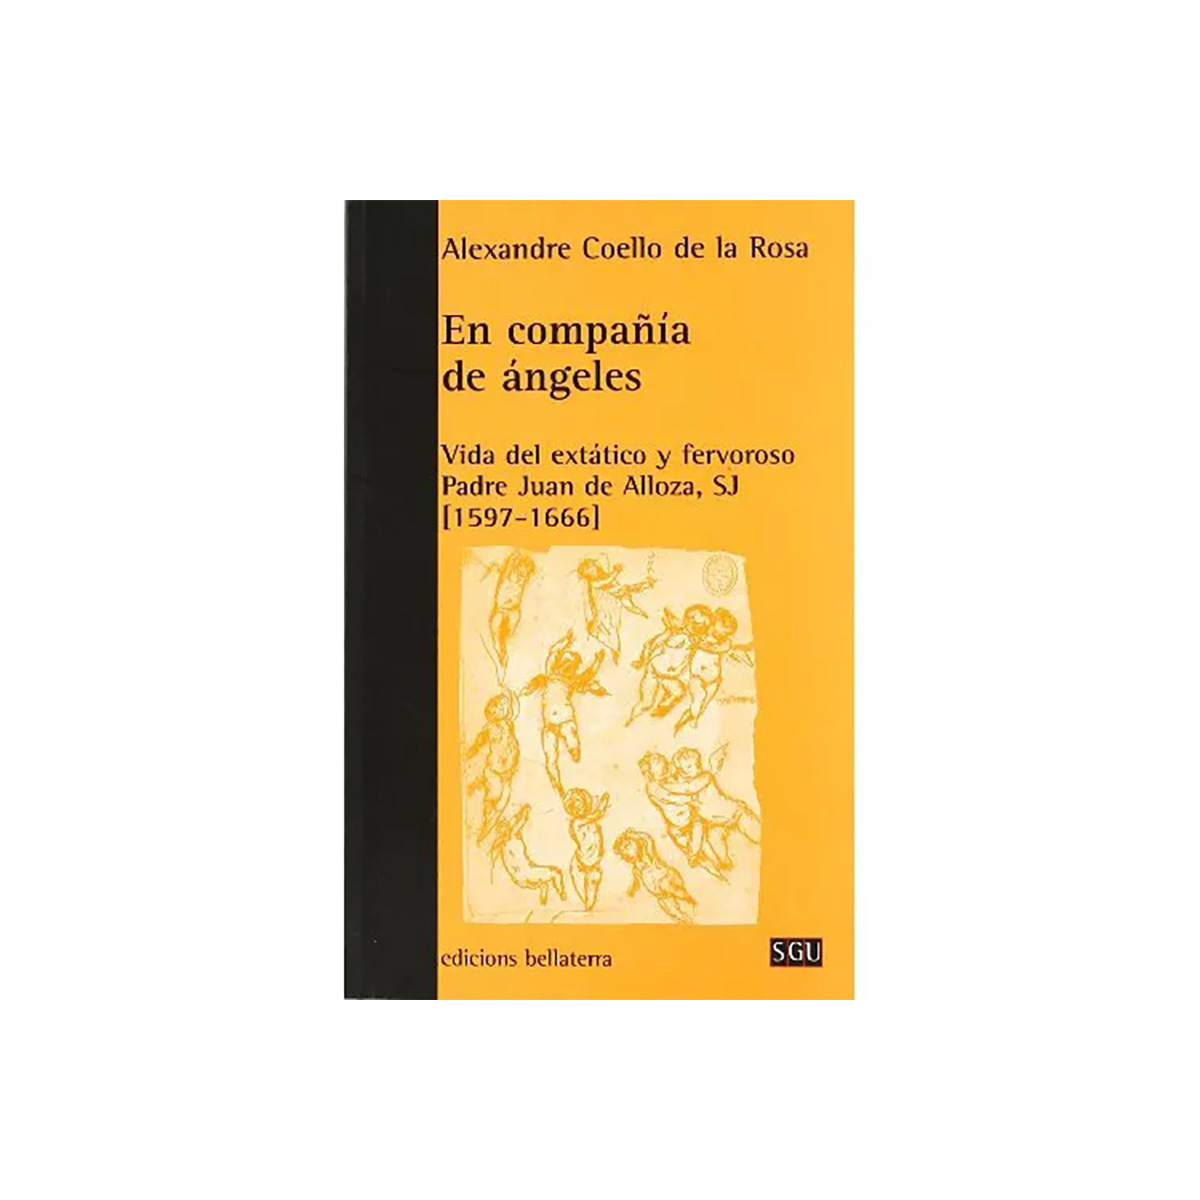 Alexandre Coello de la Rosa
En compañía
de ángeles
Vida del extático y fervoroso
Padre Juan de Alloza, SJ
[1597-1666]
edicions bellaterra
SGU